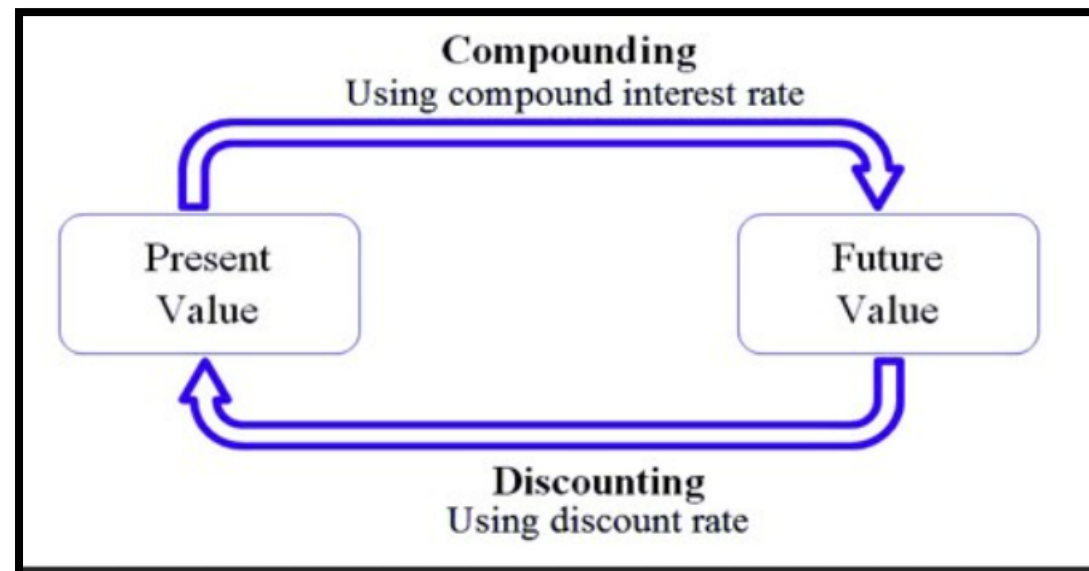 Compounding
Using compound interest rate
Present
Value
Future
Value
Discounting
Using discount rate